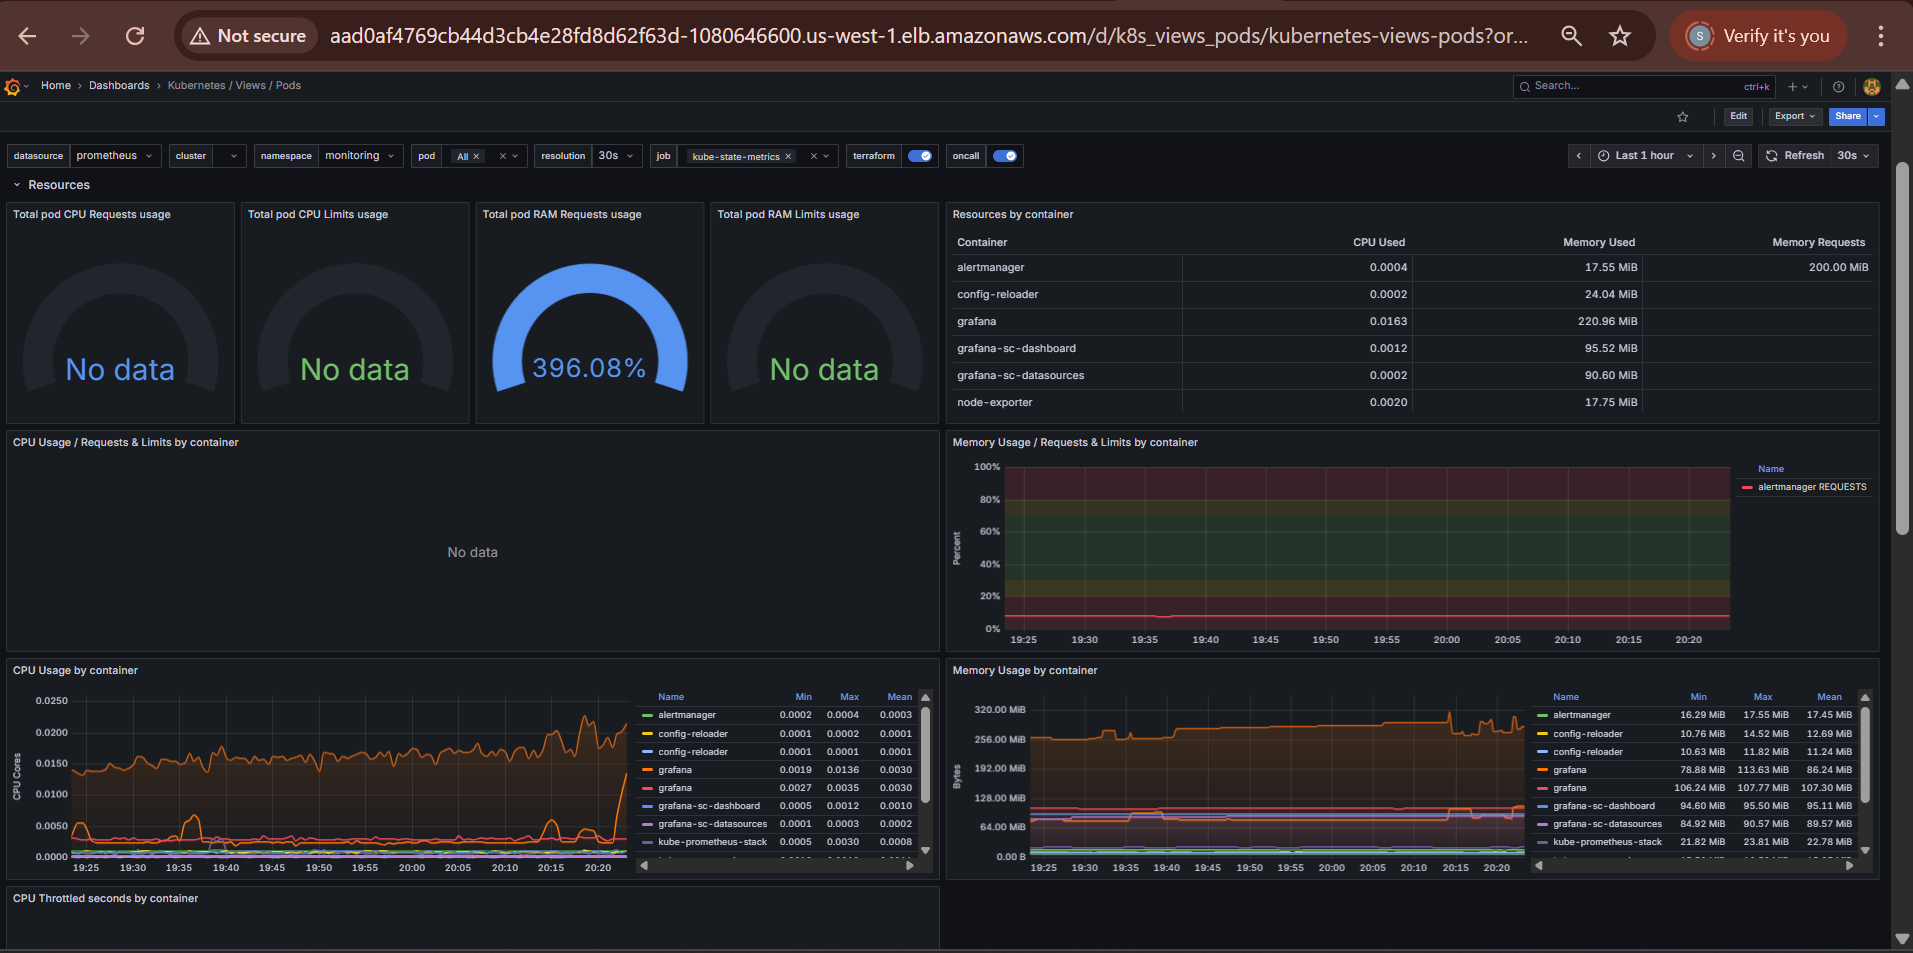 Not secure
aad0af4769cb44d3cb4e28fd8d62f63d-1080646600.us-west-1.elb.amazonaws.com/d/k8s_views_pods/kubernetes-views-pods?or...
Verify it's you
S
Home › Dashboards › Kubernetes / Views / Pods
Search... ctrl+k
Edit Export Share
datasource prometheus cluster namespace monitoring pod All × resolution 30s job kube-state-metrics × terraform oncall Last 1 hour Refresh 30s
Resources
Total pod CPU Requests usage
No data
Total pod CPU Limits usage
No data
Total pod RAM Requests usage
396.08%
Total pod RAM Limits usage
No data
Resources by container
Container CPU Used Memory Used Memory Requests
alertmanager 0.0004 17.55 MiB 200.00 MiB
config-reloader 0.0002 24.04 MiB
grafana 0.0163 220.96 MiB
grafana-sc-dashboard 0.0012 95.52 MiB
grafana-sc-datasources 0.0002 90.60 MiB
node-exporter 0.0020 17.75 MiB
CPU Usage / Requests & Limits by container
No data
Memory Usage / Requests & Limits by container
Percent
100%
80%
60%
40%
20%
0%
19:25 19:30 19:35 19:40 19:45 19:50 19:55 20:00 20:05 20:10 20:15 20:20
Name
alertmanager REQUESTS
CPU Usage by container
CPU Cores
0.0250
0.0200
0.0150
0.0100
0.0050
0.0000
19:25 19:30 19:35 19:40 19:45 19:50 19:55 20:00 20:05 20:10 20:15 20:20
Name Min Max Mean
alertmanager 0.0002 0.0004 0.0003
config-reloader 0.0001 0.0002 0.0001
config-reloader 0.0001 0.0001 0.0001
grafana 0.0019 0.0136 0.0030
grafana 0.0027 0.0035 0.0030
grafana-sc-dashboard 0.0005 0.0012 0.0010
grafana-sc-datasources 0.0001 0.0003 0.0002
kube-prometheus-stack 0.0005 0.0030 0.0008
Memory Usage by container
Bytes
320.00 MiB
256.00 MiB
192.00 MiB
128.00 MiB
64.00 MiB
0.00 B
19:25 19:30 19:35 19:40 19:45 19:50 19:55 20:00 20:05 20:10 20:15 20:20
Name Min Max Mean
alertmanager 16.29 MiB 17.55 MiB 17.45 MiB
config-reloader 10.76 MiB 14.52 MiB 12.69 MiB
config-reloader 10.63 MiB 11.82 MiB 11.24 MiB
grafana 78.88 MiB 113.63 MiB 86.24 MiB
grafana 106.24 MiB 107.77 MiB 107.30 MiB
grafana-sc-dashboard 94.60 MiB 95.50 MiB 95.11 MiB
grafana-sc-datasources 84.92 MiB 90.57 MiB 89.57 MiB
kube-prometheus-stack 21.82 MiB 23.81 MiB 22.78 MiB
CPU Throttled seconds by container